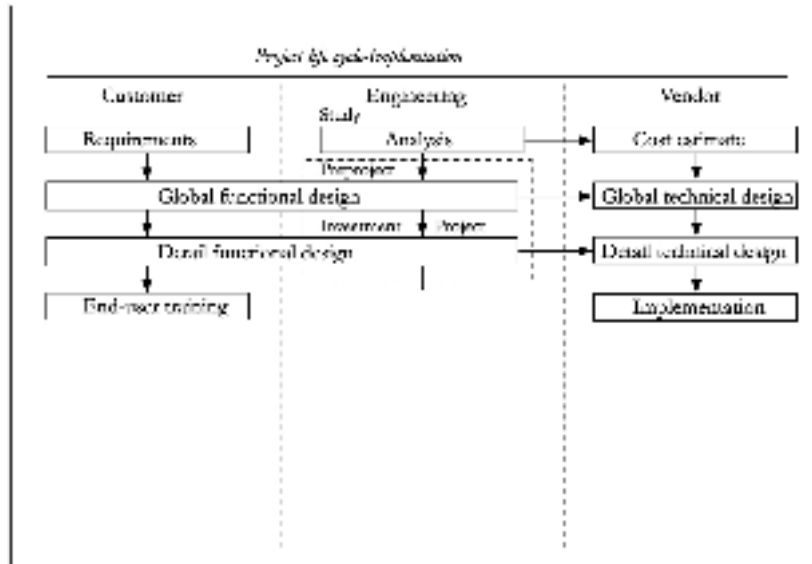 Project life cycle-implantation
Customer Engineering Vendor
Study
Requirements Analysis Cost estimate
Preproject
Global functional design Global technical design
Investment Project
Detail functional design Detail technical design
End-user training Implementation